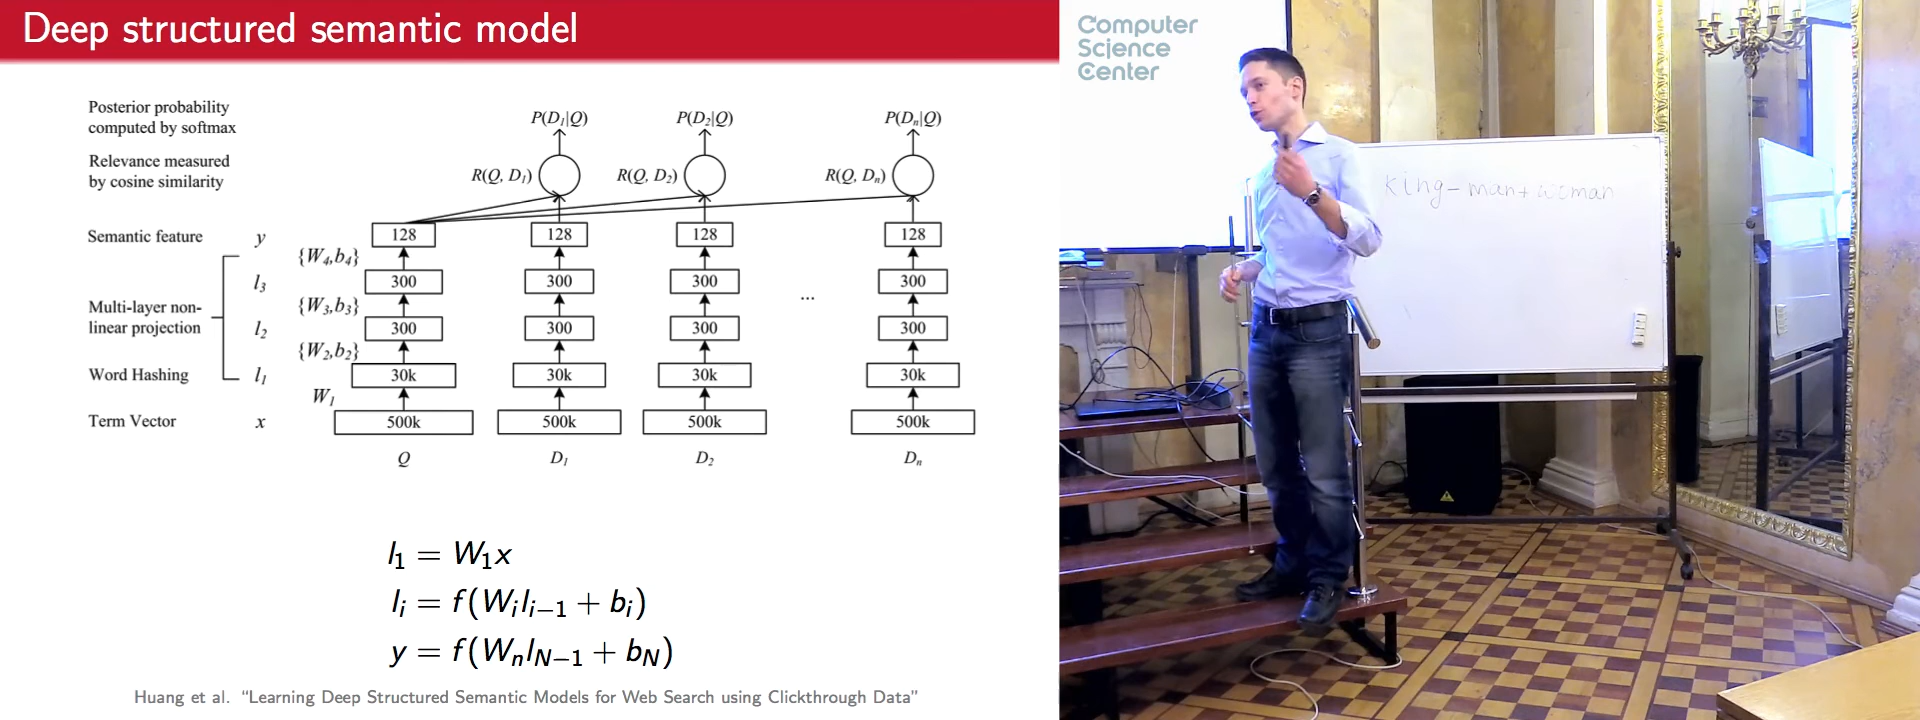 Deep structured semantic model
Posterior probability
computed by softmax
P(D₁|Q) P(D₂|Q) P(Dₙ|Q)
Relevance measured
by cosine similarity
R(Q, D₁) R(Q, D₂) R(Q, Dₙ)
Semantic feature y 128 128 128 128
{W₄,b₄}
l₃ 300 300 300 300
{W₃,b₃}
Multi-layer non-
linear projection
...
l₂ 300 300 300 300
{W₂,b₂}
Word Hashing l₁ 30k 30k 30k 30k
W₁
Term Vector x 500k 500k 500k 500k
Q D₁ D₂ Dₙ
l₁ = W₁x
lᵢ = f(Wᵢlᵢ₋₁ + bᵢ)
y = f(Wₙl_{N−1} + b_N)
Huang et al. “Learning Deep Structured Semantic Models for Web Search using Clickthrough Data”
Computer
Science
Center
king - man + woman